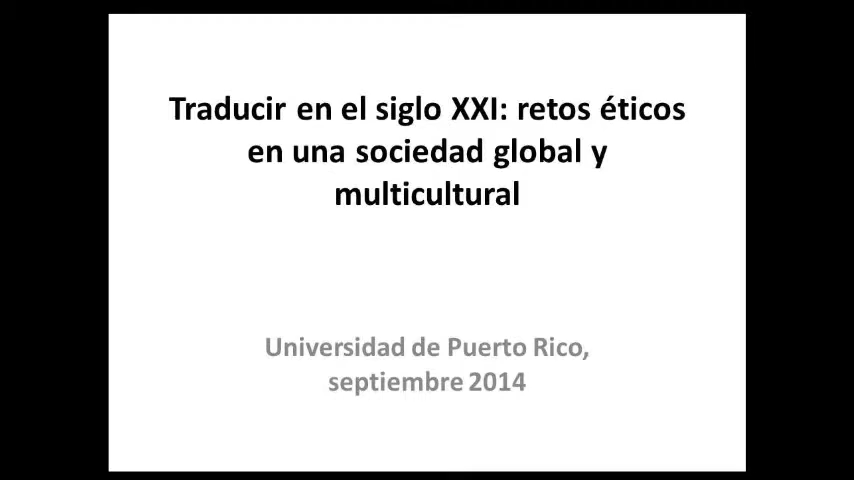 Traducir en el siglo XXI: retos éticos
en una sociedad global y
multicultural
Universidad de Puerto Rico,
septiembre 2014